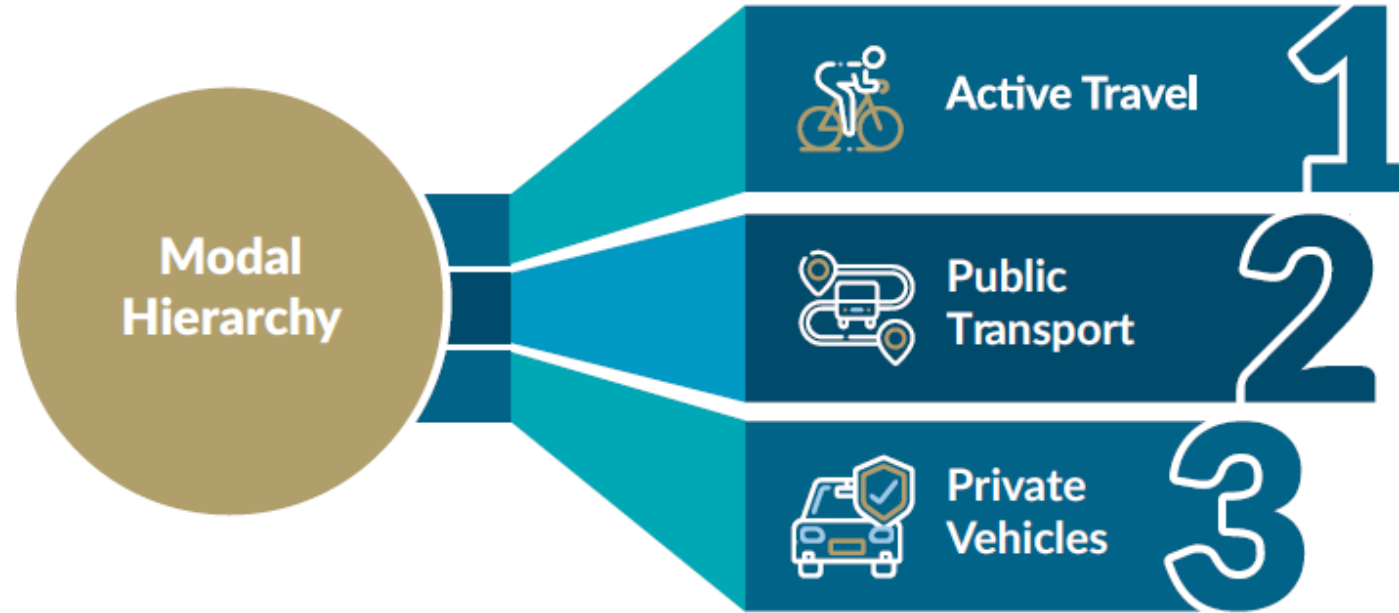 Modal
Hierarchy
Active Travel
1
Public
Transport
2
Private
Vehicles
3